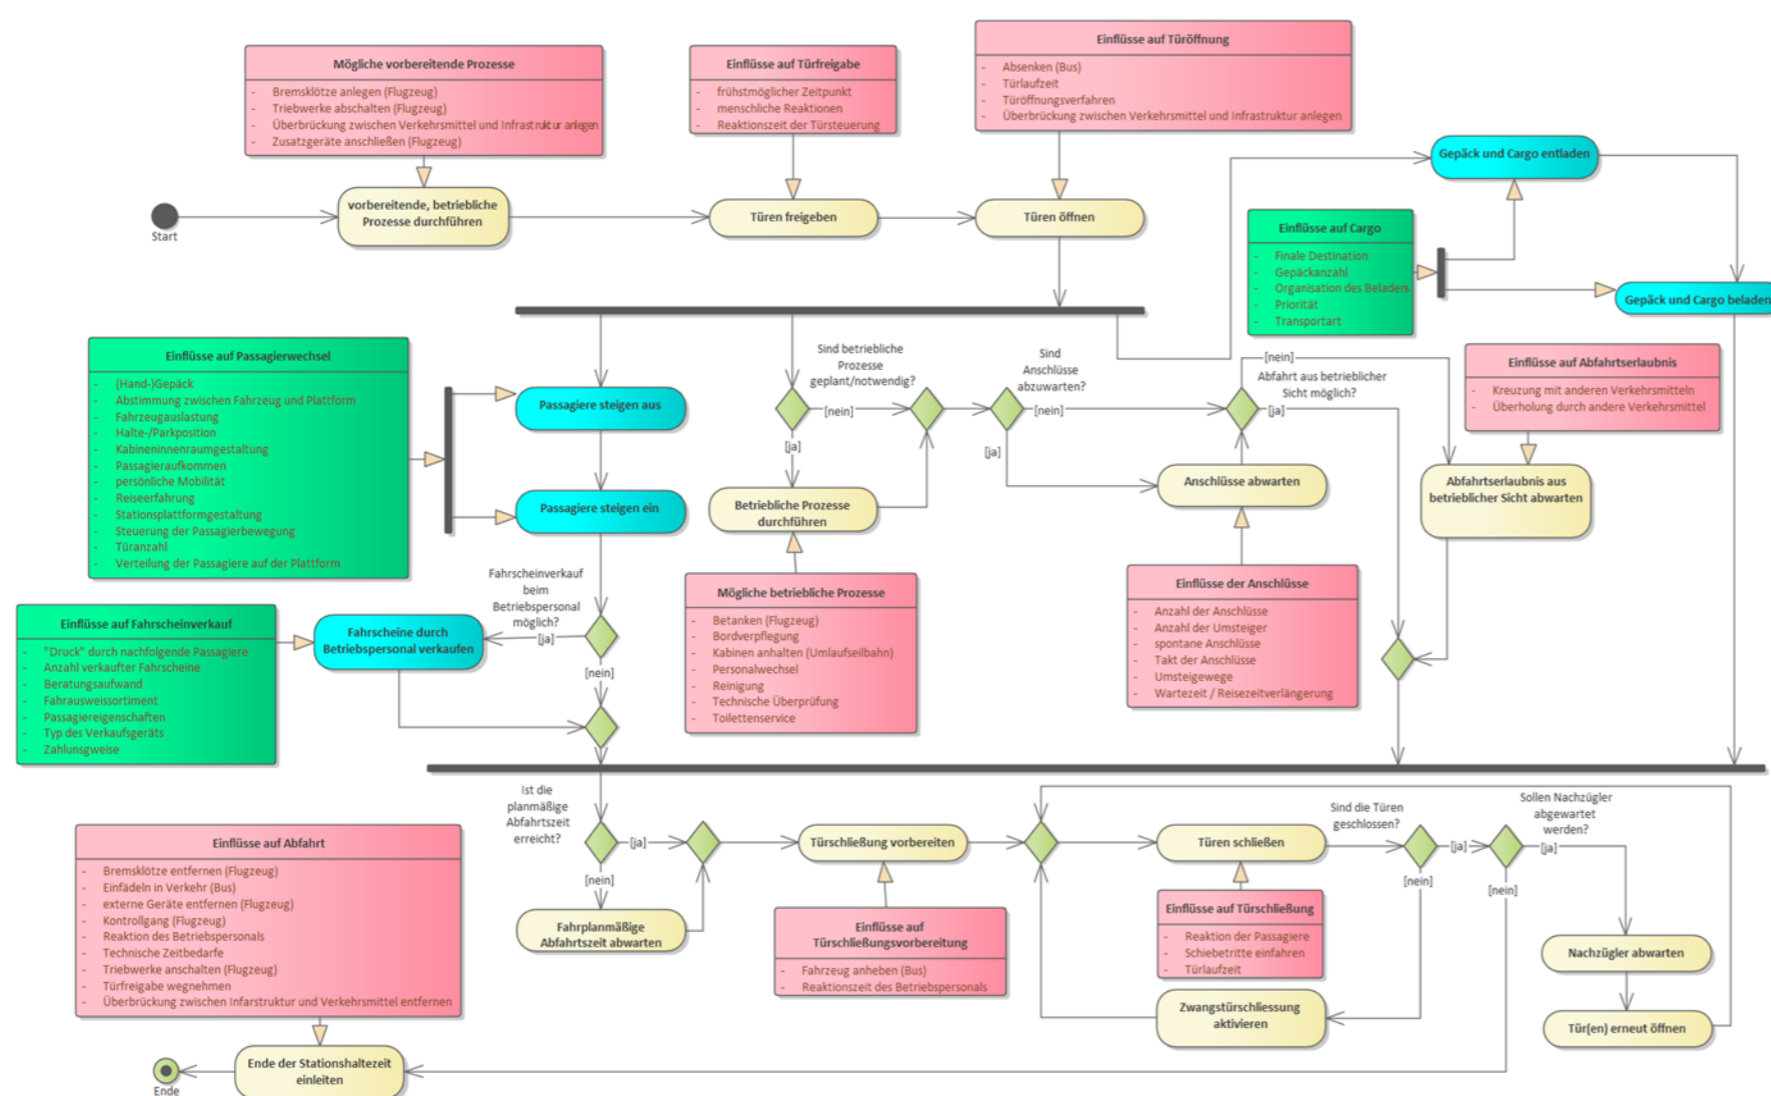 Mögliche vorbereitende Prozesse
- Bremsklötze anlegen (Flugzeug)
- Triebwerke abschalten (Flugzeug)
- Überbrückung zwischen Verkehrsmittel und Infrastruktur anlegen
- Zusatzgeräte anschließen (Flugzeug)
Einflüsse auf Türfreigabe
- frühstmöglicher Zeitpunkt
- menschliche Reaktionen
- Reaktionszeit der Türsteuerung
Einflüsse auf Türöffnung
- Absenken (Bus)
- Türlaufzeit
- Türöffnungsverfahren
- Überbrückung zwischen Verkehrsmittel und Infrastruktur anlegen
Start
vorbereitende, betriebliche
Prozesse durchführen
Türen freigeben
Türen öffnen
Gepäck und Cargo entladen
Einflüsse auf Cargo
- Finale Destination
- Gepäckanzahl
- Organisation des Beladers
- Priorität
- Transportart
Gepäck und Cargo beladen
Einflüsse auf Passagierwechsel
- (Hand-)Gepäck
- Abstimmung zwischen Fahrzeug und Plattform
- Fahrzeugauslastung
- Halte-/Parkposition
- Kabineninnenraumgestaltung
- Passagieraufkommen
- persönliche Mobilität
- Reiseerfahrung
- Stationsplattformgestaltung
- Steuerung der Passagierbewegung
- Türanzahl
- Verteilung der Passagiere auf der Plattform
Passagiere steigen aus
Passagiere steigen ein
Sind betriebliche
Prozesse
geplant/notwendig?
[nein]
[ja]
Betriebliche Prozesse
durchführen
Sind
Anschlüsse
abzuwarten?
[nein]
[ja]
Anschlüsse abwarten
[nein]
Abfahrt aus betrieblicher
Sicht möglich?
[ja]
Einflüsse auf Abfahrtserlaubnis
- Kreuzung mit anderen Verkehrsmitteln
- Überholung durch andere Verkehrsmittel
Abfahrtserlaubnis aus
betrieblicher Sicht abwarten
Mögliche betriebliche Prozesse
- Betanken (Flugzeug)
- Bordverpflegung
- Kabinen anhalten (Umlaufseilbahn)
- Personalwechsel
- Reinigung
- Technische Überprüfung
- Toilettenservice
Einflüsse der Anschlüsse
- Anzahl der Anschlüsse
- Anzahl der Umsteiger
- spontane Anschlüsse
- Takt der Anschlüsse
- Umsteigewege
- Wartezeit / Reisezeitverlängerung
Fahrscheinverkauf
beim
Betriebspersonal
möglich?
[ja]
[nein]
Einflüsse auf Fahrscheinverkauf
- "Druck" durch nachfolgende Passagiere
- Anzahl verkaufter Fahrscheine
- Beratungsaufwand
- Fahrausweissortiment
- Passagiereigenschaften
- Typ des Verkaufsgeräts
- Zahlunsgweise
Fahrscheine durch
Betriebspersonal verkaufen
Ist die
planmäßige
Abfahrtszeit
erreicht?
[ja]
[nein]
Fahrplanmäßige
Abfahrtszeit abwarten
Türschließung vorbereiten
Einflüsse auf
Türschließungsvorbereitung
- Fahrzeug anheben (Bus)
- Reaktionszeit des Betriebspersonals
Türen schließen
Einflüsse auf Türschließung
- Reaktion der Passagiere
- Schiebetritte einfahren
- Türlaufzeit
Zwangstürschliessung
aktivieren
Sind die Türen
geschlossen?
[ja]
[nein]
Sollen Nachzügler
abgewartet
werden?
[ja]
[nein]
Nachzügler abwarten
Tür(en) erneut öffnen
Einflüsse auf Abfahrt
- Bremsklötze entfernen (Flugzeug)
- Einfädeln in Verkehr (Bus)
- externe Geräte entfernen (Flugzeug)
- Kontrollgang (Flugzeug)
- Reaktion des Betriebspersonals
- Technische Zeitbedarfe
- Triebwerke anschalten (Flugzeug)
- Türfreigabe wegnehmen
- Überbrückung zwischen Infarstruktur und Verkehrsmittel entfernen
Ende der Stationshaltezeit
einleiten
Ende